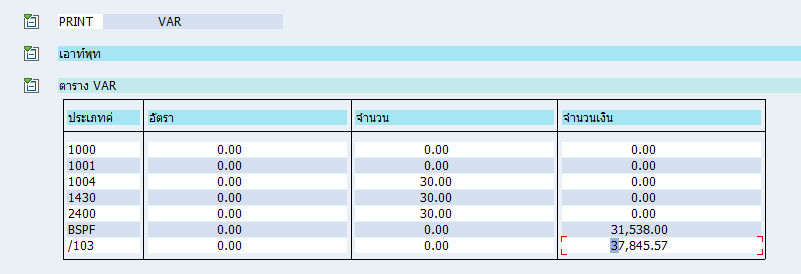 PRINT VAR
เอาท์พุท
ตาราง VAR
ประเภทค่ อัตรา จำนวน จำนวนเงิน
1000 0.00 0.00 0.00
1001 0.00 0.00 0.00
1004 0.00 30.00 0.00
1430 0.00 30.00 0.00
2400 0.00 30.00 0.00
BSPF 0.00 0.00 31,538.00
/103 0.00 0.00 37,845.57